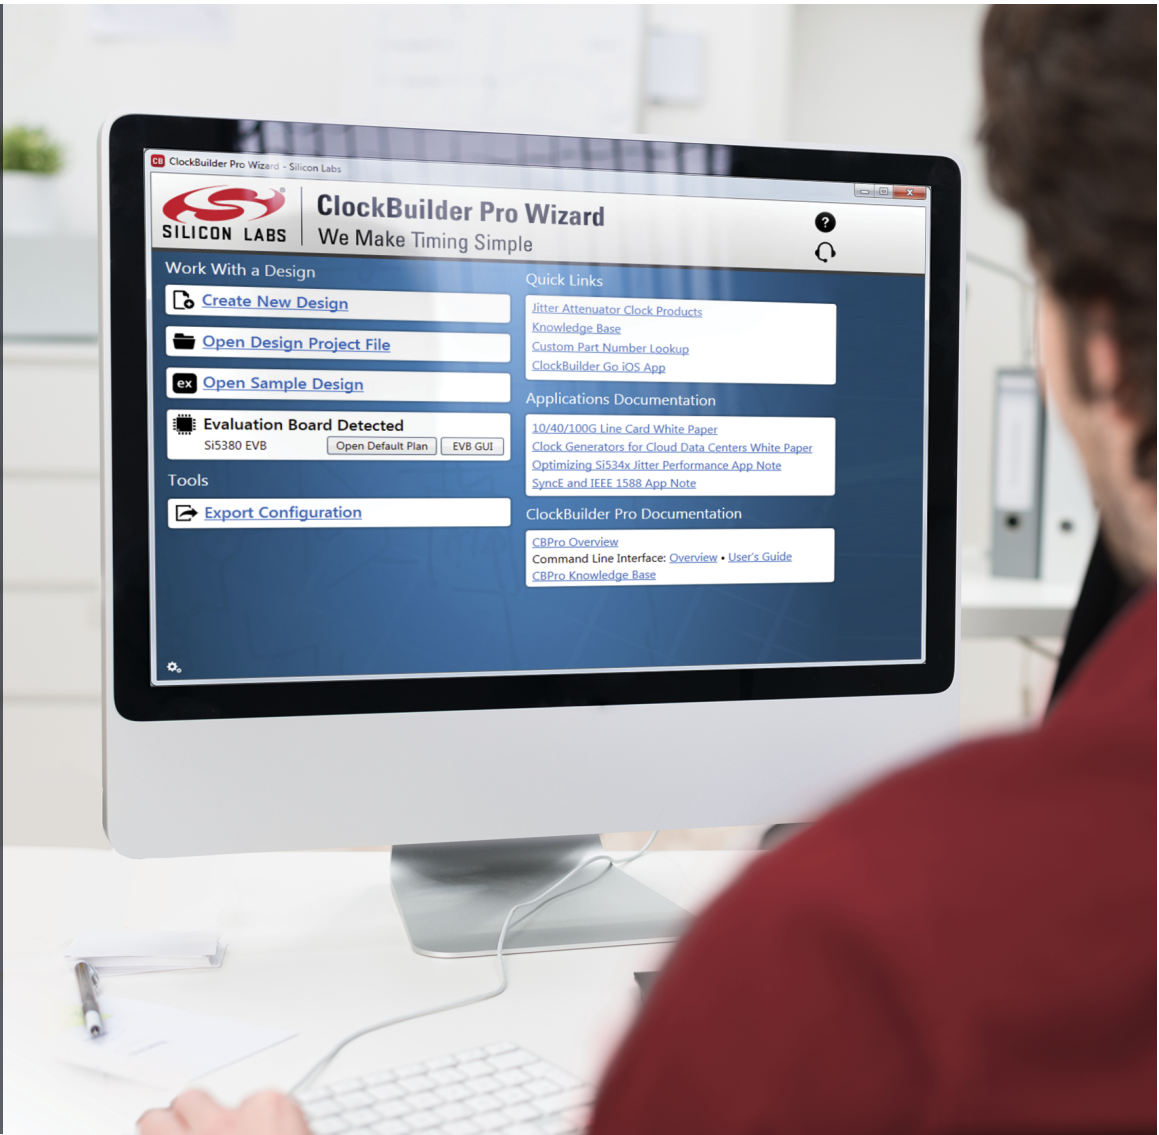 CB ClockBuilder Pro Wizard - Silicon Labs
SILICON LABS
®
ClockBuilder Pro Wizard
We Make Timing Simple
?
Work With a Design
Create New Design
Open Design Project File
ex Open Sample Design
Evaluation Board Detected
Si5380 EVB Open Default Plan EVB GUI
Tools
Export Configuration
Quick Links
Jitter Attenuator Clock Products
Knowledge Base
Custom Part Number Lookup
ClockBuilder Go iOS App
Applications Documentation
10/40/100G Line Card White Paper
Clock Generators for Cloud Data Centers White Paper
Optimizing Si534x Jitter Performance App Note
SyncE and IEEE 1588 App Note
ClockBuilder Pro Documentation
CBPro Overview
Command Line Interface: Overview • User's Guide
CBPro Knowledge Base